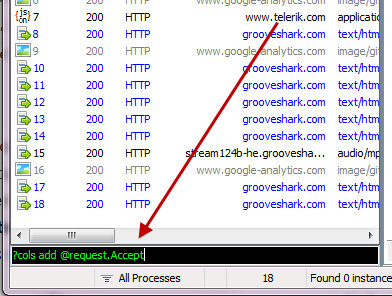 200 HTTP google-analytics.com image/gi
7 200 HTTP www.telerik.com applicatio
8 200 HTTP grooveshark.com text/htm
9 200 HTTP www.google-analytics.com image/gif
10 200 HTTP grooveshark.com text/htm
11 200 HTTP grooveshark.com text/htm
12 200 HTTP grooveshark.com text/htm
13 200 HTTP grooveshark.com text/htm
14 200 HTTP grooveshark.com text/htm
15 200 HTTP stream124b-he.groovesha... audio/mp
16 200 HTTP www.google-analytics.com image/gif
17 200 HTTP grooveshark.com text/htm
18 200 HTTP grooveshark.com text/htm
?cols add @request.Accept
All Processes 18 Found 0 instance